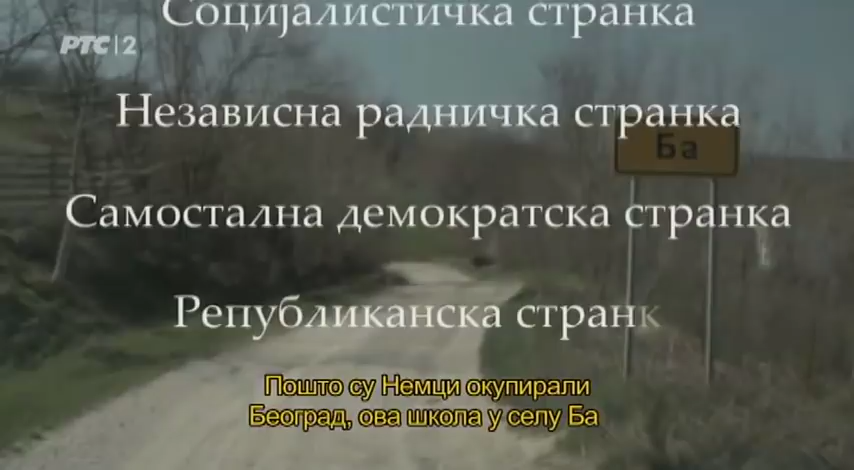 Социјалистичка странка
РТС|2
Независна радничка странка
Ба
Самостална демократска странка
Републиканска странк
Пошто су Немци окупирали
Београд, ова школа у селу Ба